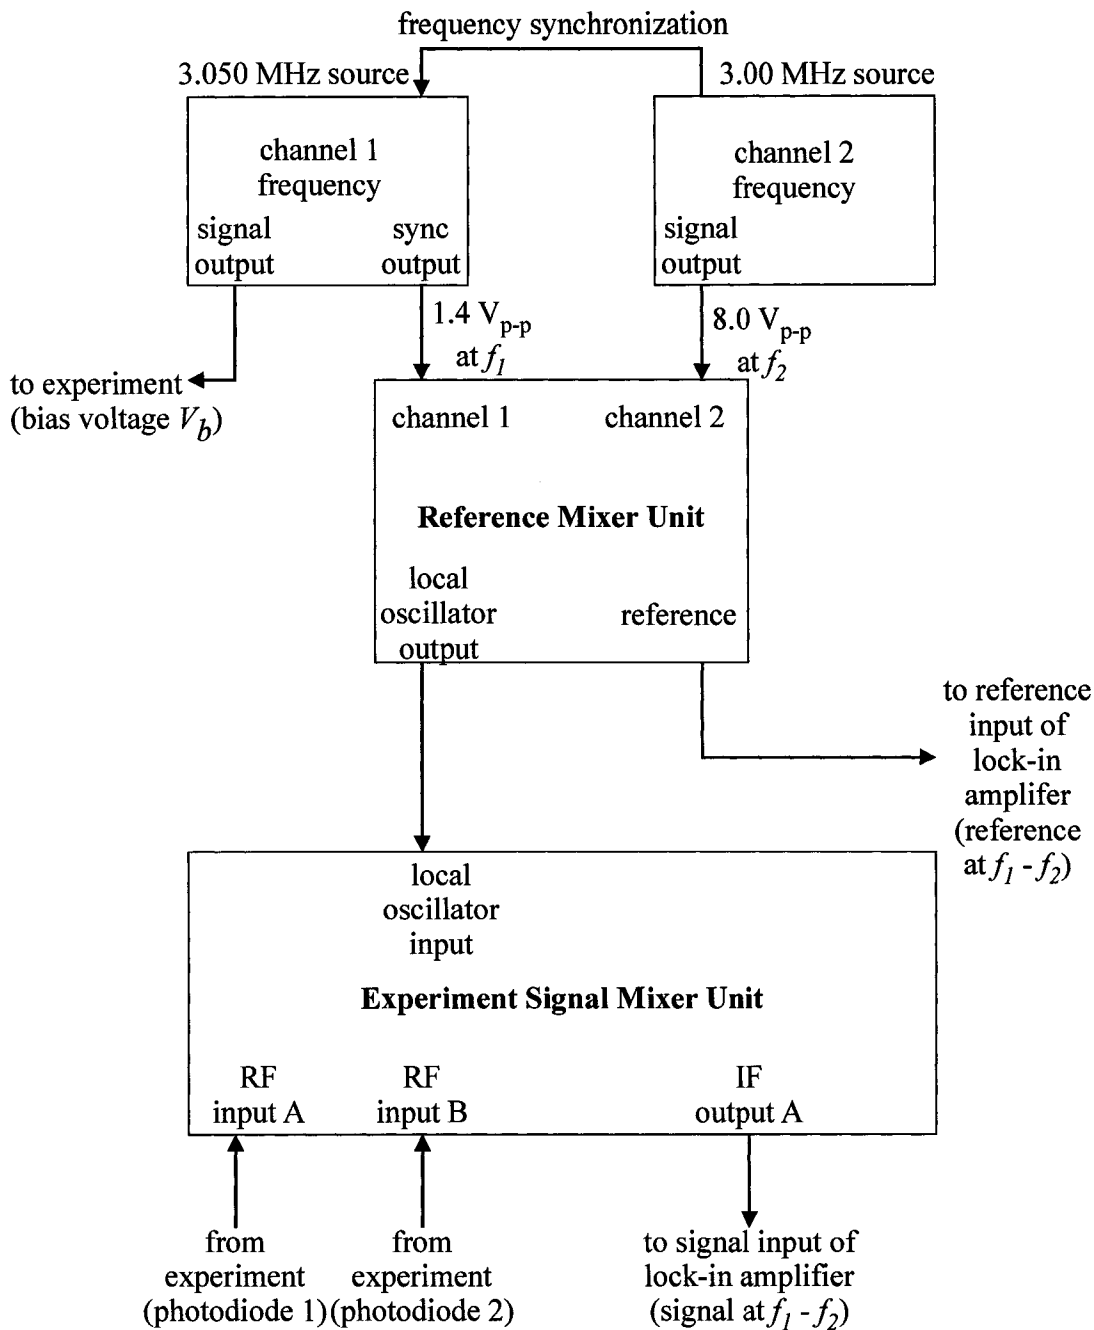 frequency synchronization
3.050 MHz source
3.00 MHz source
channel 1
frequency
signal
output
sync
output
channel 2
frequency
signal
output
1.4 Vp-p
at f1
8.0 Vp-p
at f2
to experiment
(bias voltage Vb)
channel 1
channel 2
Reference Mixer Unit
local
oscillator
output
reference
to reference
input of
lock-in
amplifer
(reference
at f1 - f2)
local
oscillator
input
Experiment Signal Mixer Unit
RF
input A
RF
input B
IF
output A
from
experiment
(photodiode 1)
from
experiment
(photodiode 2)
to signal input of
lock-in amplifier
(signal at f1 - f2)